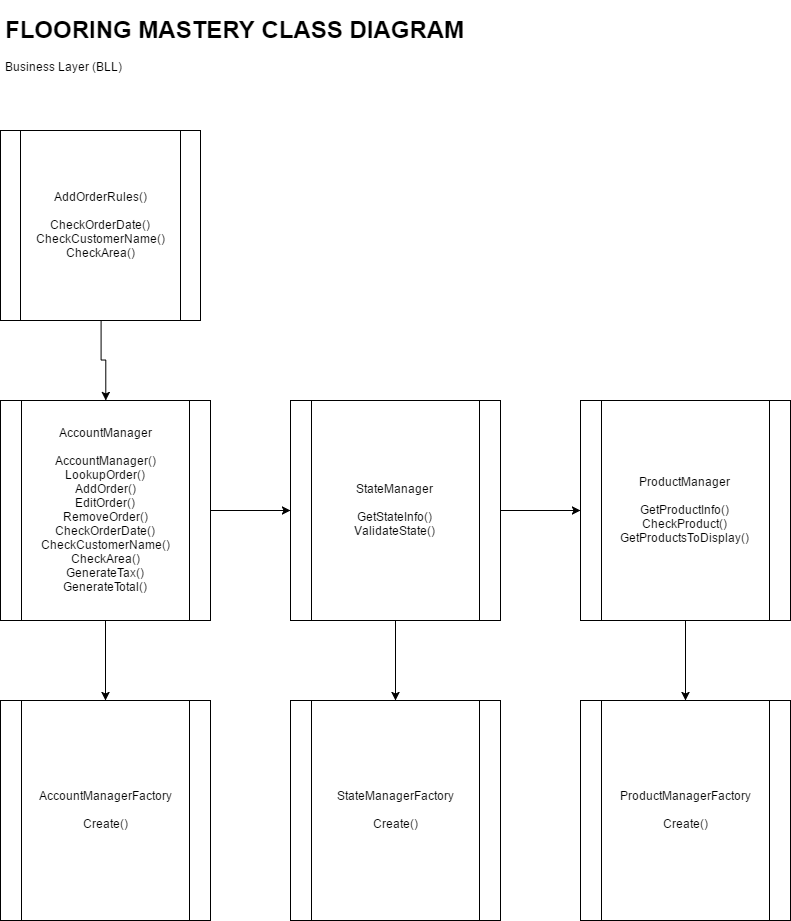 FLOORING MASTERY CLASS DIAGRAM
Business Layer (BLL)
AddOrderRules()
CheckOrderDate()
CheckCustomerName()
CheckArea()
AccountManager
AccountManager()
LookupOrder()
AddOrder()
EditOrder()
RemoveOrder()
CheckOrderDate()
CheckCustomerName()
CheckArea()
GenerateTax()
GenerateTotal()
StateManager
GetStateInfo()
ValidateState()
ProductManager
GetProductInfo()
CheckProduct()
GetProductsToDisplay()
AccountManagerFactory
Create()
StateManagerFactory
Create()
ProductManagerFactory
Create()